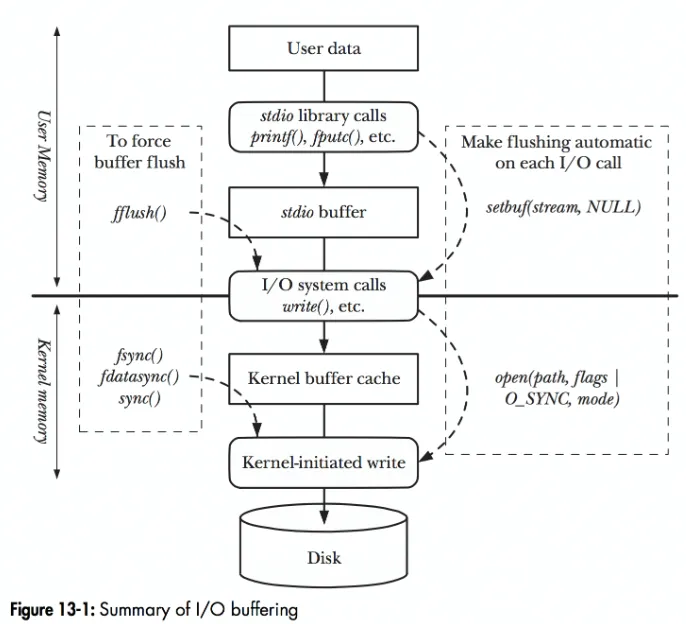 User data
stdio library calls
printf(), fputc(), etc.
To force
buffer flush
Make flushing automatic
on each I/O call
User Memory
fflush()
stdio buffer
setbuf(stream, NULL)
I/O system calls
write(), etc.
Kernel memory
fsync()
fdatasync()
sync()
Kernel buffer cache
open(path, flags |
O_SYNC, mode)
Kernel-initiated write
Disk
Figure 13-1: Summary of I/O buffering